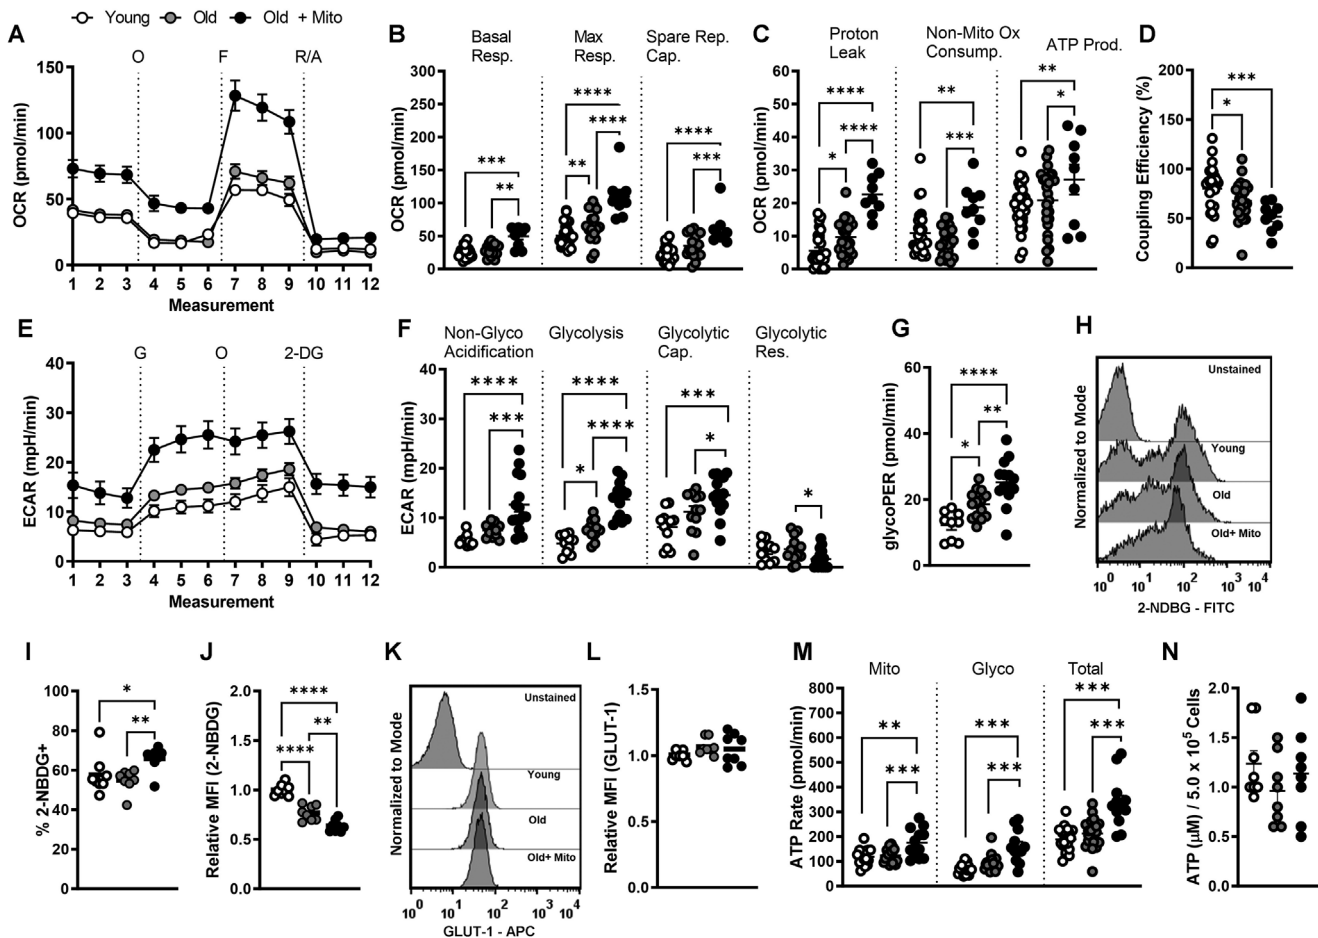 Young Old Old + Mito
A
O F R/A
OCR (pmol/min)
150
100
50
0
1 2 3 4 5 6 7 8 9 10 11 12
Measurement
B
Basal Resp.
Max Resp.
Spare Rep. Cap.
OCR (pmol/min)
300
250
200
150
100
50
0
*** ** ** **** **** **** ***
C
Proton Leak
Non-Mito Ox Consump.
ATP Prod.
OCR (pmol/min)
60
50
40
30
20
10
0
**** * **** ** *** ** *
D
Coupling Efficiency (%)
200
150
100
50
0
*** *
E
G O 2-DG
ECAR (mpH/min)
40
30
20
10
0
1 2 3 4 5 6 7 8 9 10 11 12
Measurement
F
Non-Glyco Acidification
Glycolysis
Glycolytic Cap.
Glycolytic Res.
ECAR (mpH/min)
40
30
20
10
0
**** *** **** * **** *** * *
G
glycoPER (pmol/min)
60
40
20
0
**** * **
H
Normalized to Mode
Unstained
Young
Old
Old+ Mito
10^0 10^1 10^2 10^3 10^4
2-NDBG - FITC
I
% 2-NBDG+
100
80
60
40
20
0
* **
J
Relative MFI (2-NBDG)
2.0
1.5
1.0
0.5
0.0
**** **** **
K
Normalized to Mode
Unstained
Young
Old
Old+ Mito
10^0 10^1 10^2 10^3 10^4
GLUT-1 - APC
L
Relative MFI (GLUT-1)
1.5
1.0
0.5
0.0
M
Mito Glyco Total
ATP Rate (pmol/min)
800
700
600
500
400
300
200
100
0
** *** *** *** *** ***
N
ATP (µM) / 5.0 x 10^5 Cells
2.0
1.5
1.0
0.5
0.0